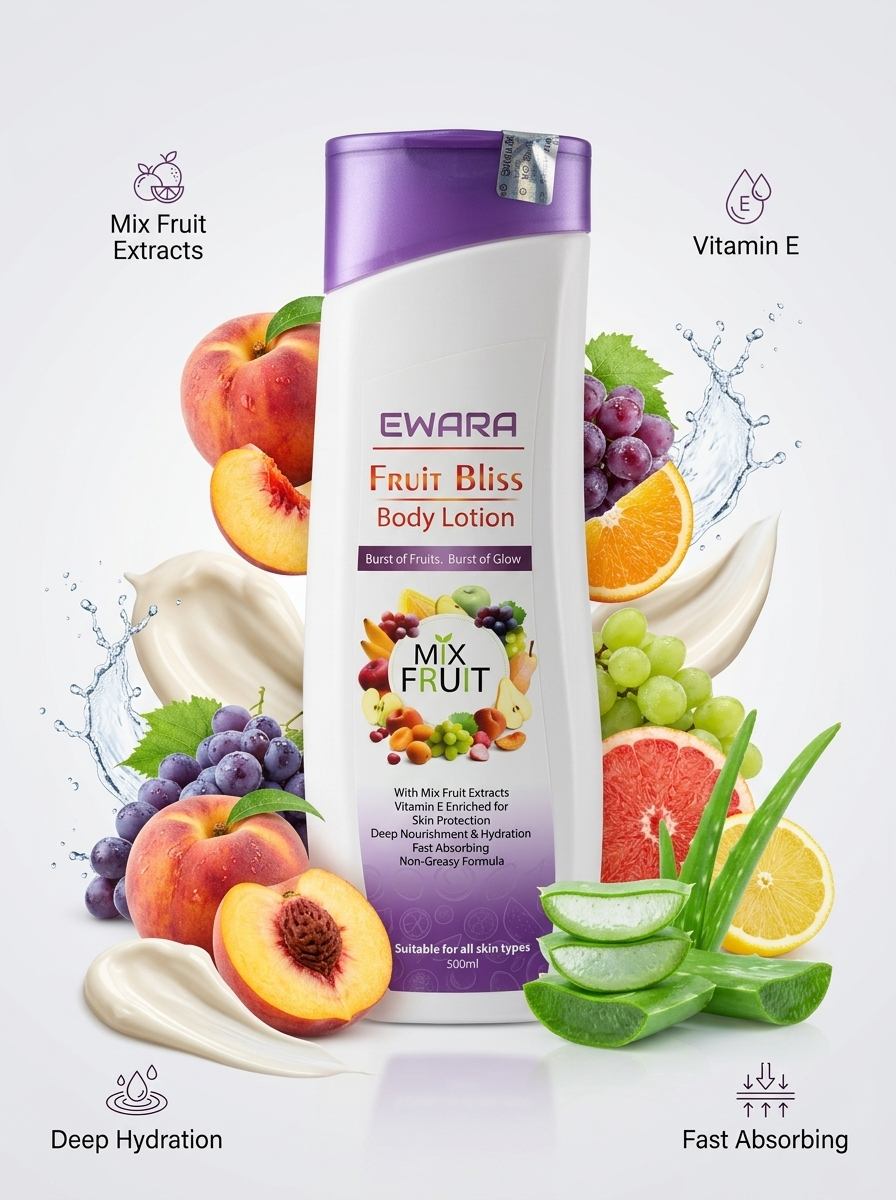 Mix Fruit
Extracts
E
Vitamin E
EWARA
Fruit Bliss
Body Lotion
Burst of Fruits. Burst of Glow
MiX
FRUIT
With Mix Fruit Extracts
Vitamin E Enriched for
Skin Protection
Deep Nourishment & Hydration
Fast Absorbing
Non-Greasy Formula
Suitable for all skin types
500ml
Deep Hydration
Fast Absorbing